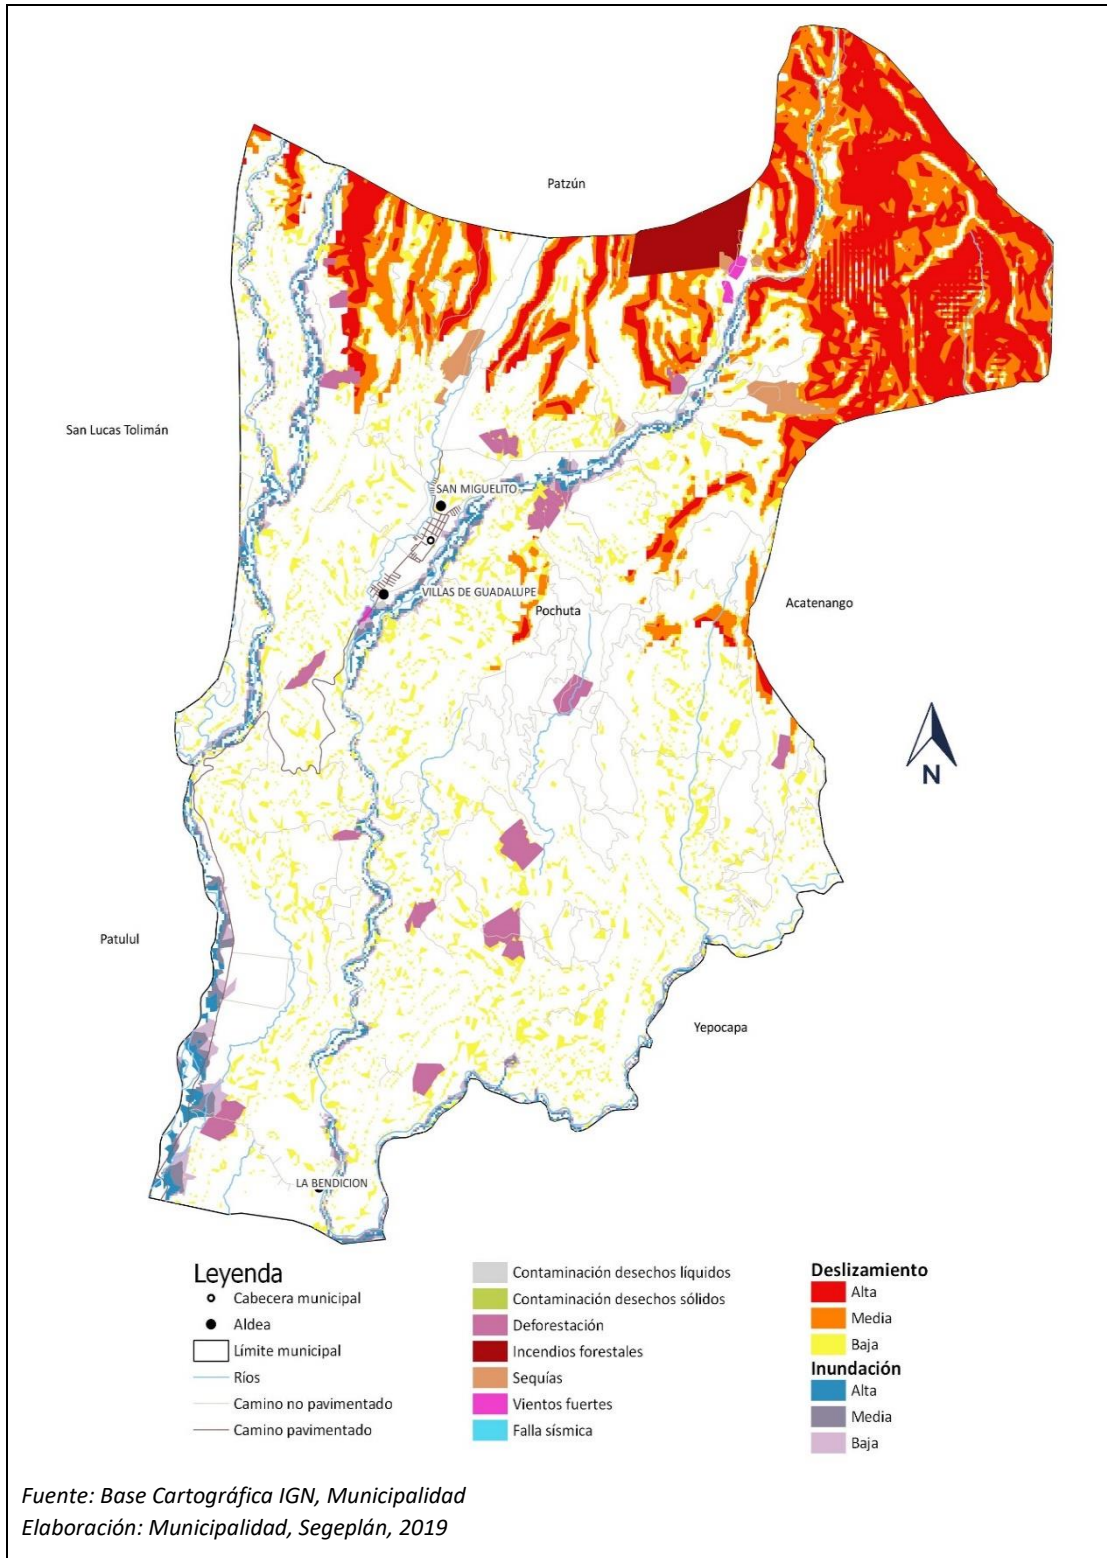 Patzún
San Lucas Tolimán
SAN MIGUELITO
VILLAS DE GUADALUPE
Pochuta
Acatenango
N
Patulul
Yepocapa
LA BENDICION
Leyenda
Cabecera municipal
Aldea
Límite municipal
Ríos
Camino no pavimentado
Camino pavimentado
Contaminación desechos líquidos
Contaminación desechos sólidos
Deforestación
Incendios forestales
Sequías
Vientos fuertes
Falla sísmica
Deslizamiento
Alta
Media
Baja
Inundación
Alta
Media
Baja
Fuente: Base Cartográfica IGN, Municipalidad
Elaboración: Municipalidad, Segeplán, 2019